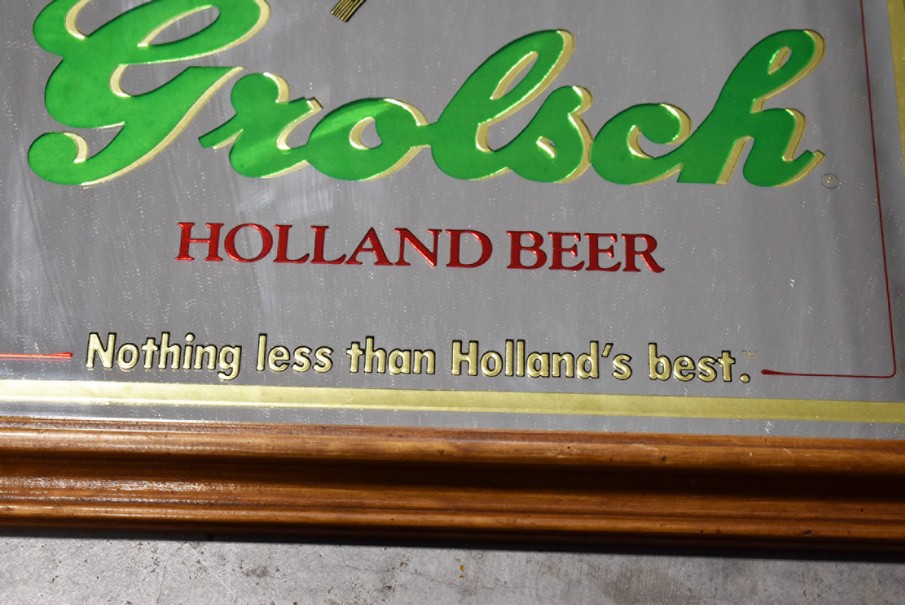 Grolsch®
HOLLAND BEER
Nothing less than Holland's best.